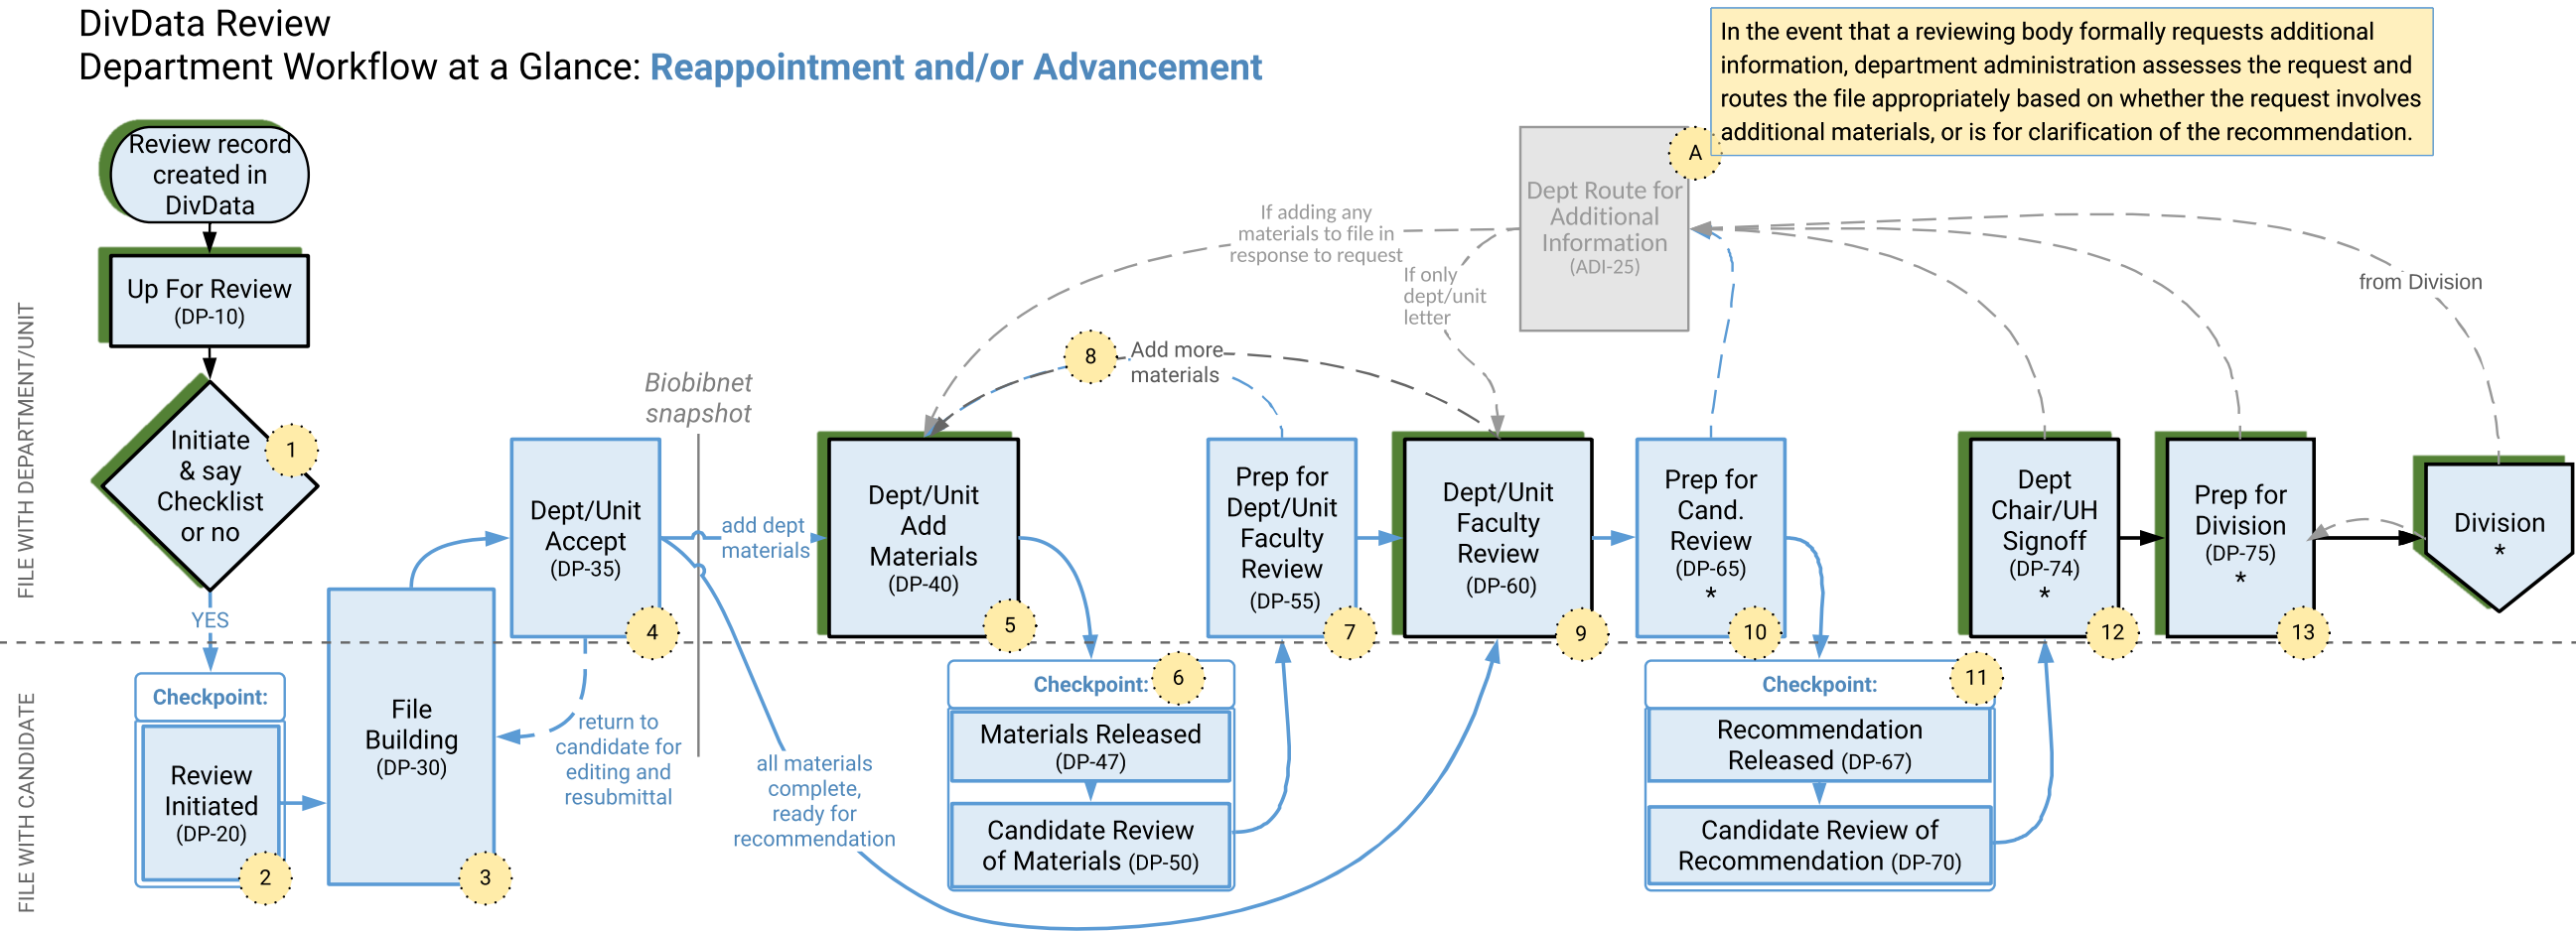 DivData Review
Department Workflow at a Glance: Reappointment and/or Advancement
In the event that a reviewing body formally requests additional
information, department administration assesses the request and
routes the file appropriately based on whether the request involves
additional materials, or is for clarification of the recommendation.
A
Review record
created in
DivData
Up For Review
(DP-10)
Initiate
& say
Checklist
or no
1
YES
FILE WITH DEPARTMENT/UNIT
FILE WITH CANDIDATE
Checkpoint:
Review
Initiated
(DP-20)
2
File
Building
(DP-30)
3
Dept/Unit
Accept
(DP-35)
4
return to
candidate for
editing and
resubmittal
Biobibnet
snapshot
add dept
materials
all materials
complete,
ready for
recommendation
Dept/Unit
Add
Materials
(DP-40)
5
Checkpoint:
6
Materials Released
(DP-47)
Candidate Review
of Materials (DP-50)
Prep for
Dept/Unit
Faculty
Review
(DP-55)
7
8
Add more
materials
If adding any
materials to file in
response to request
If only
dept/unit
letter
Dept Route for
Additional
Information
(ADI-25)
Dept/Unit
Faculty
Review
(DP-60)
9
Prep for
Cand.
Review
(DP-65)
*
10
Checkpoint:
11
Recommendation
Released (DP-67)
Candidate Review of
Recommendation (DP-70)
Dept
Chair/UH
Signoff
(DP-74)
*
12
Prep for
Division
(DP-75)
*
13
from Division
Division
*